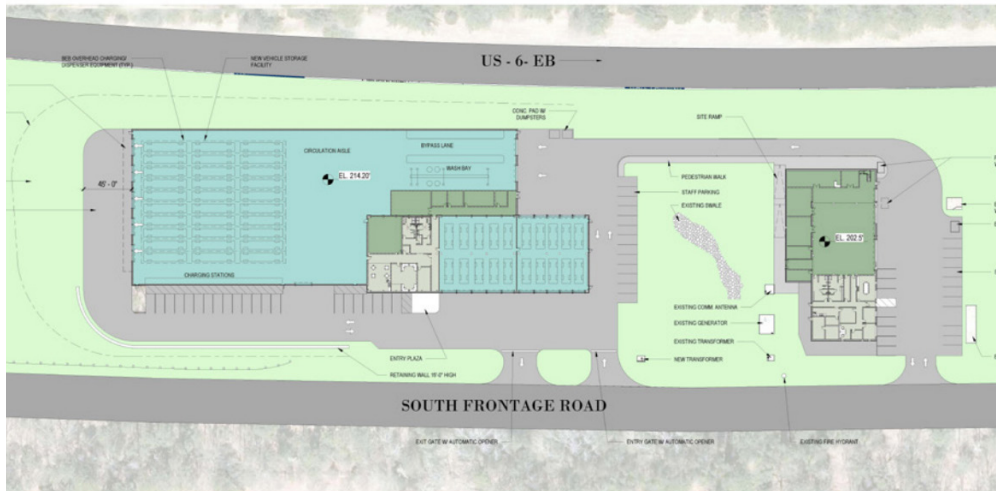 US - 6- EB
BEB OVERHEAD CHARGING/
DISPENSER EQUIPMENT (TYP.)
NEW VEHICLE STORAGE
FACILITY
CONC. PAD W/
DUMPSTERS
SITE RAMP
CIRCULATION AISLE
BYPASS LANE
WASH BAY
EL. 214.20'
PEDESTRIAN WALK
STAFF PARKING
EXISTING SWALE
45' - 0"
EL. 202.5'
CHARGING STATIONS
EXISTING COMM. ANTENNA
EXISTING GENERATOR
EXISTING TRANSFORMER
NEW TRANSFORMER
ENTRY PLAZA
RETAINING WALL 15'-0" HIGH
SOUTH FRONTAGE ROAD
EXIT GATE W/ AUTOMATIC OPENER
ENTRY GATE W/ AUTOMATIC OPENER
EXISTING FIRE HYDRANT